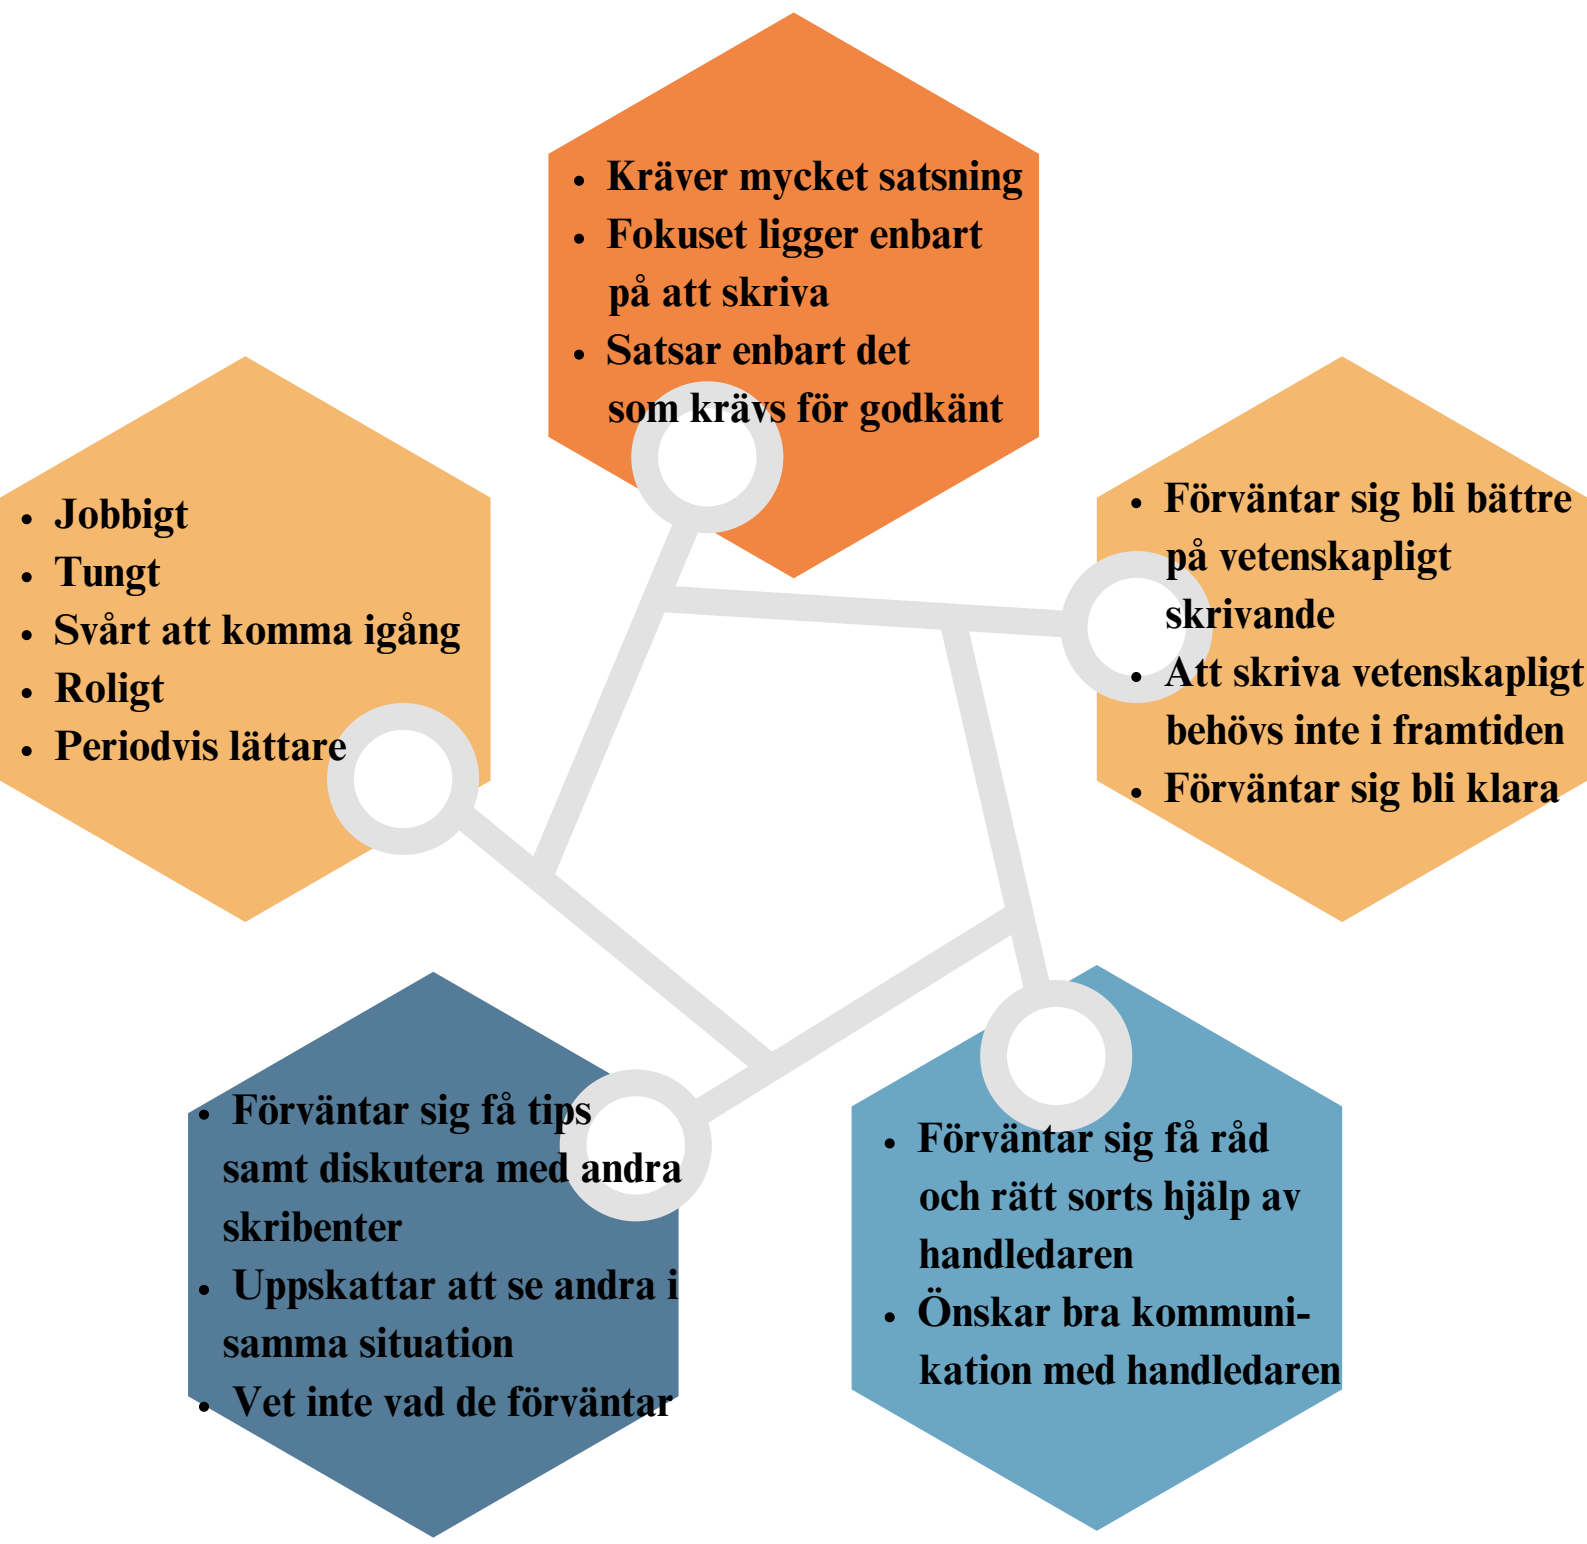 • Kräver mycket satsning
• Fokuset ligger enbart
på att skriva
• Satsar enbart det
som krävs för godkänt
• Jobbigt
• Tungt
• Svårt att komma igång
• Roligt
• Periodvis lättare
• Förväntar sig bli bättre
på vetenskapligt
skrivande
• Att skriva vetenskapligt
behövs inte i framtiden
• Förväntar sig bli klara
• Förväntar sig få tips
samt diskutera med andra
skribenter
• Uppskattar att se andra i
samma situation
• Vet inte vad de förväntar
• Förväntar sig få råd
och rätt sorts hjälp av
handledaren
• Önskar bra kommuni-
kation med handledaren